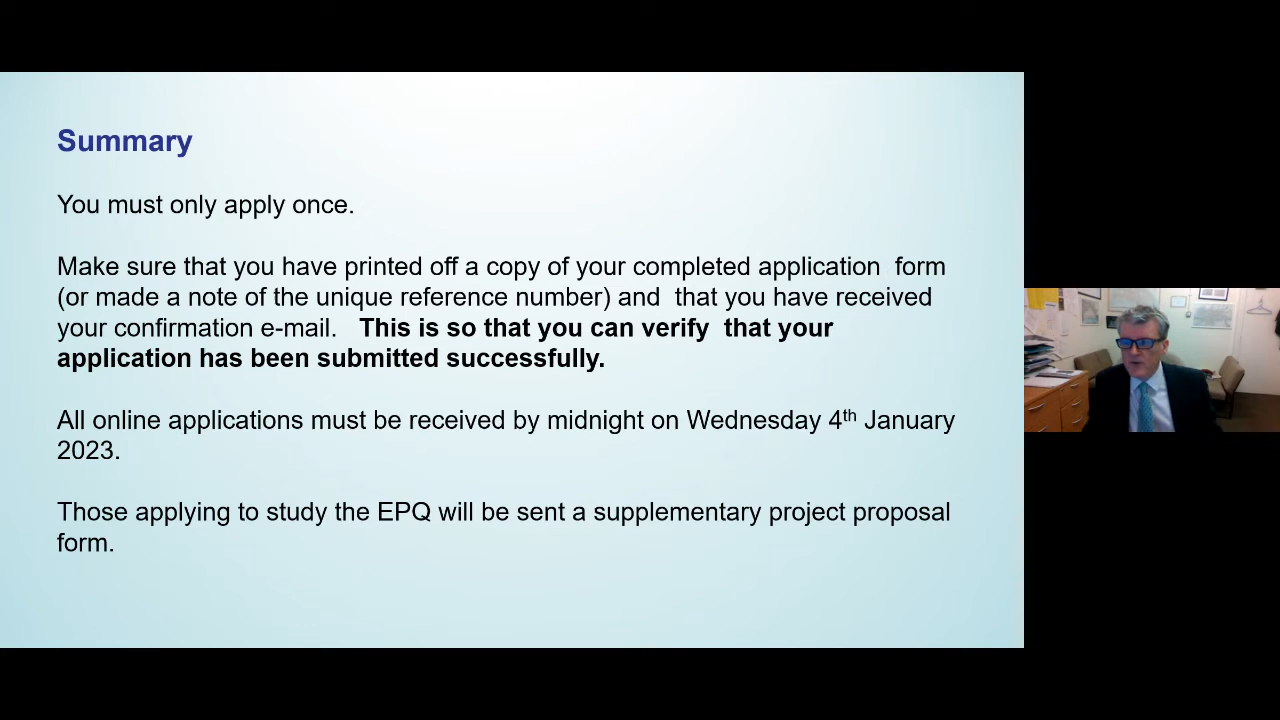 Summary
You must only apply once.
Make sure that you have printed off a copy of your completed application  form
(or made a note of the unique reference number) and  that you have received
your confirmation e-mail.   This is so that you can verify  that your
application has been submitted successfully.
All online applications must be received by midnight on Wednesday 4th January
2023.
Those applying to study the EPQ will be sent a supplementary project proposal
form.